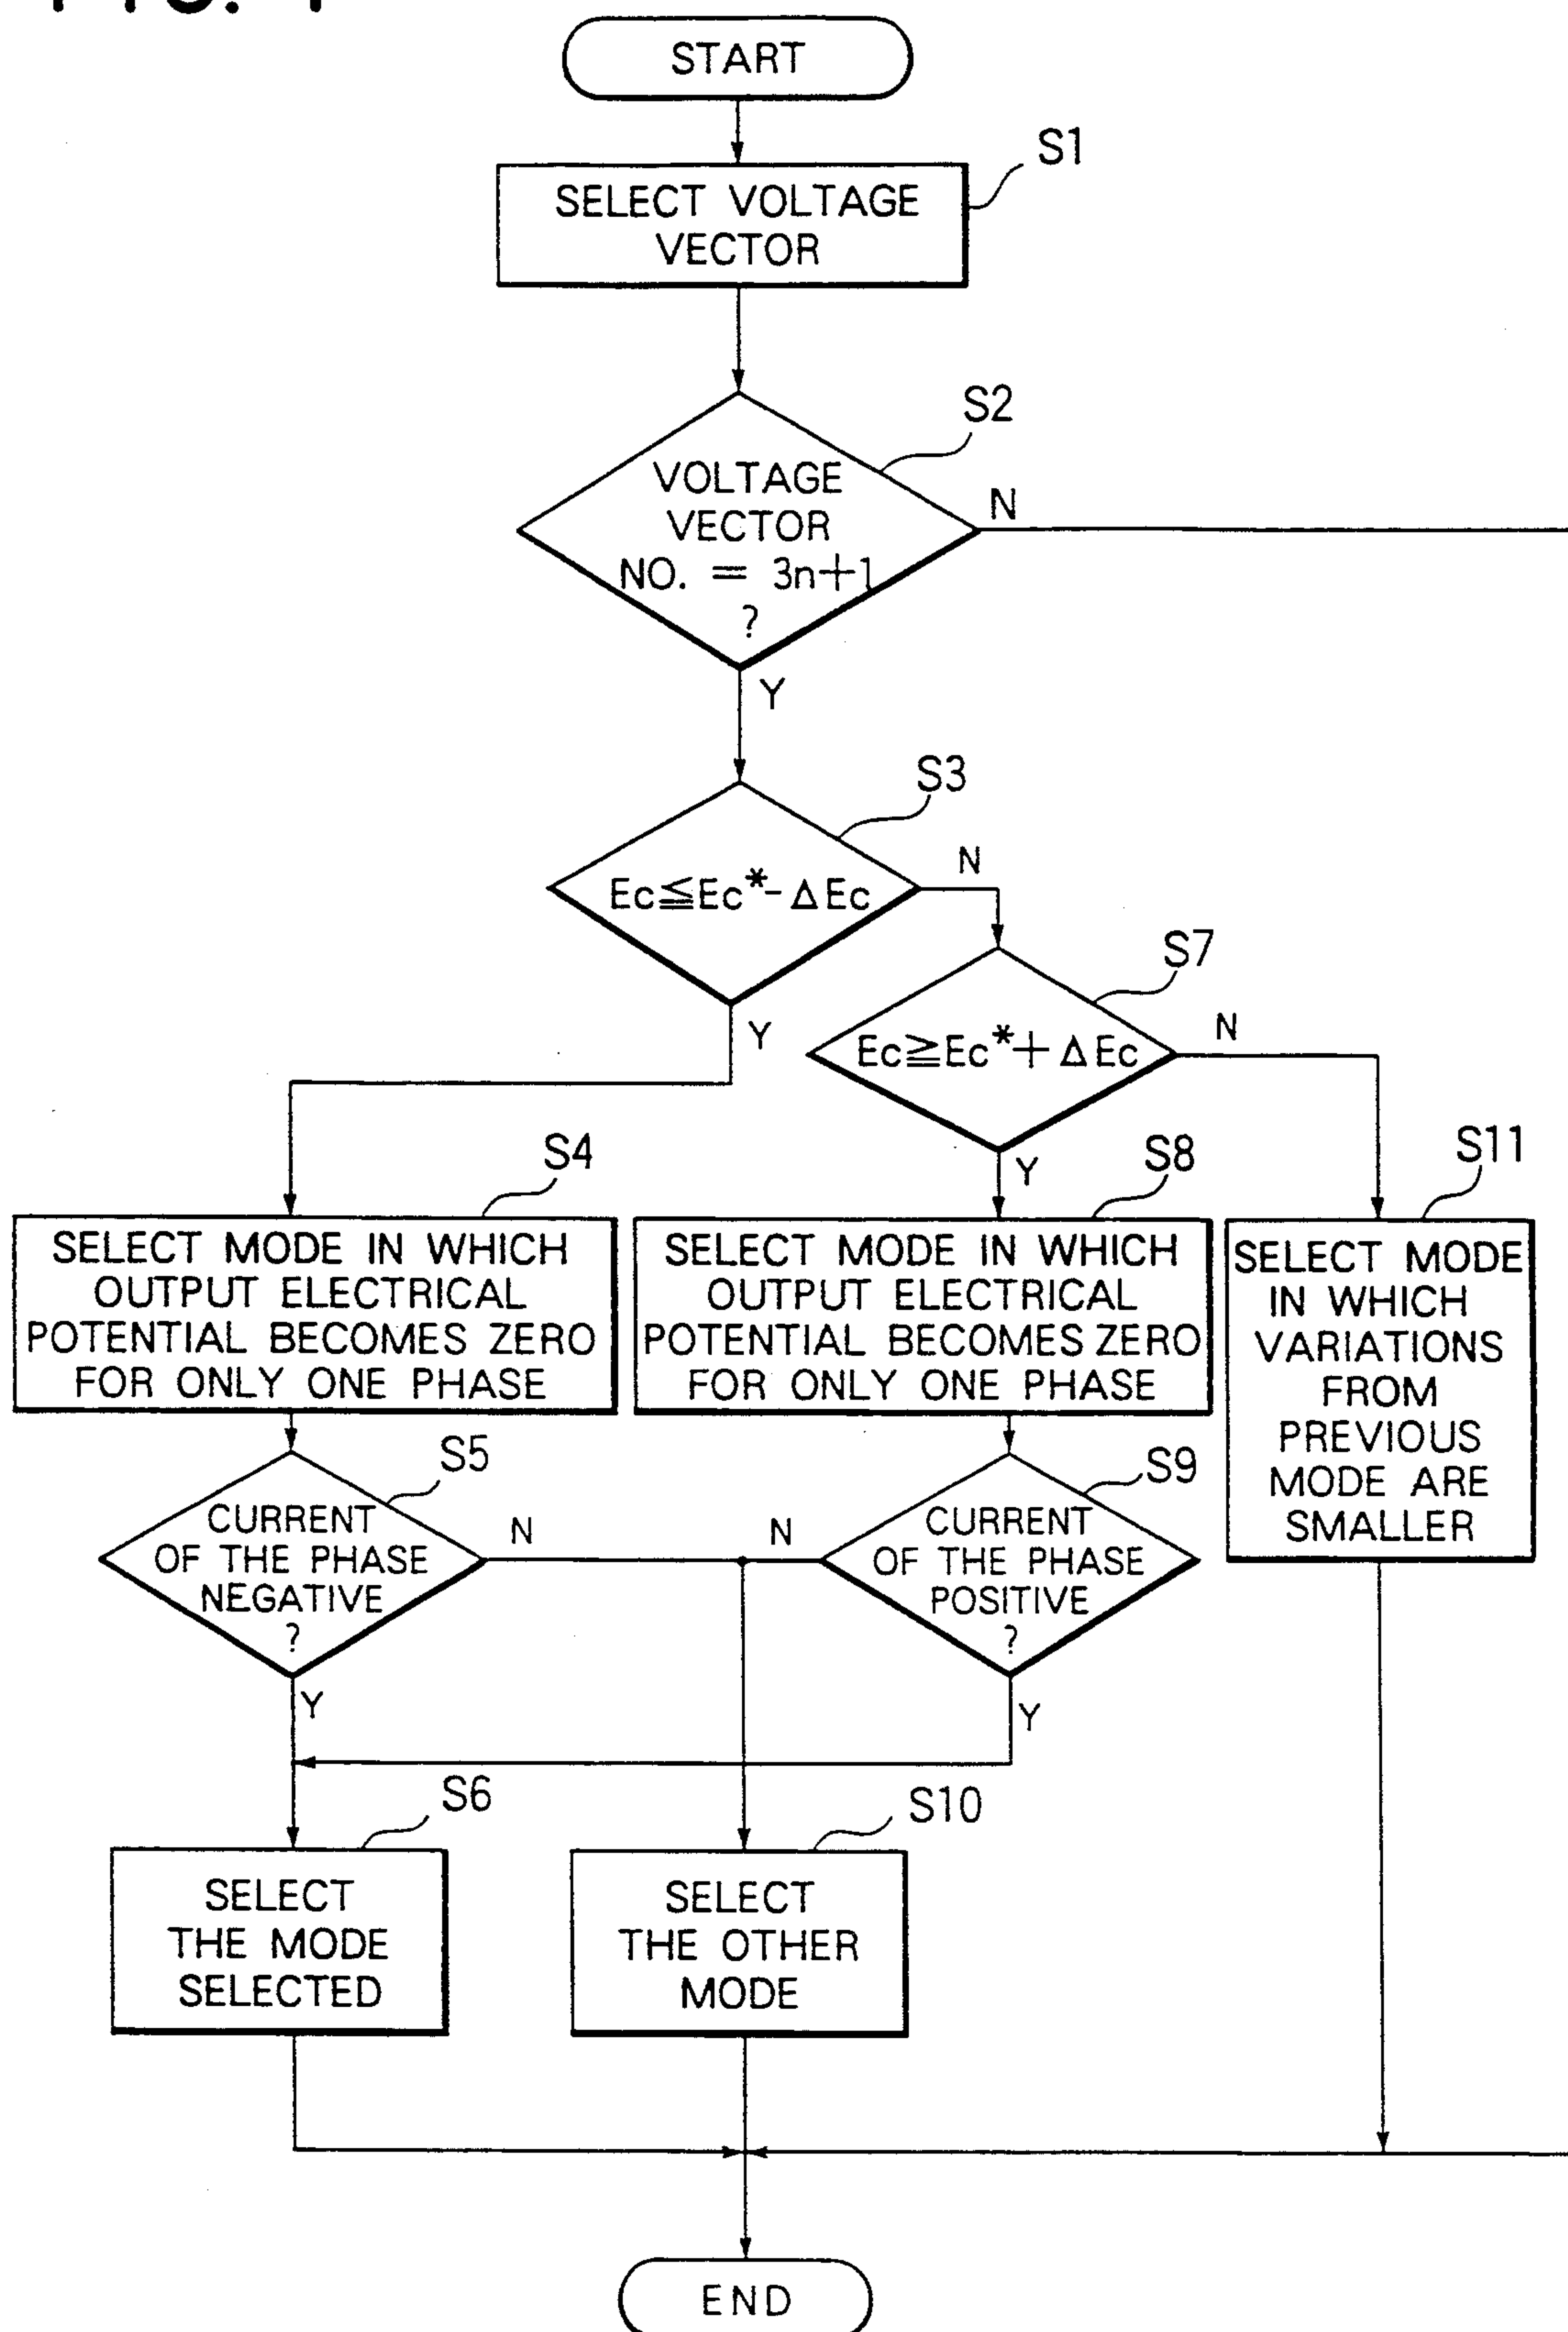 START
S1
SELECT VOLTAGE
VECTOR
S2
VOLTAGE
VECTOR
NO. = 3n+1
?
N
Y
S3
Ec≦Ec*-ΔEc
N
Y
S7
Ec≧Ec*+ΔEc
N
Y
S4
SELECT MODE IN WHICH
OUTPUT ELECTRICAL
POTENTIAL BECOMES ZERO
FOR ONLY ONE PHASE
S8
SELECT MODE IN WHICH
OUTPUT ELECTRICAL
POTENTIAL BECOMES ZERO
FOR ONLY ONE PHASE
S11
SELECT MODE
IN WHICH
VARIATIONS
FROM
PREVIOUS
MODE ARE
SMALLER
S5
CURRENT
OF THE PHASE
NEGATIVE
?
N
Y
S9
CURRENT
OF THE PHASE
POSITIVE
?
N
Y
S6
SELECT
THE MODE
SELECTED
S10
SELECT
THE OTHER
MODE
END